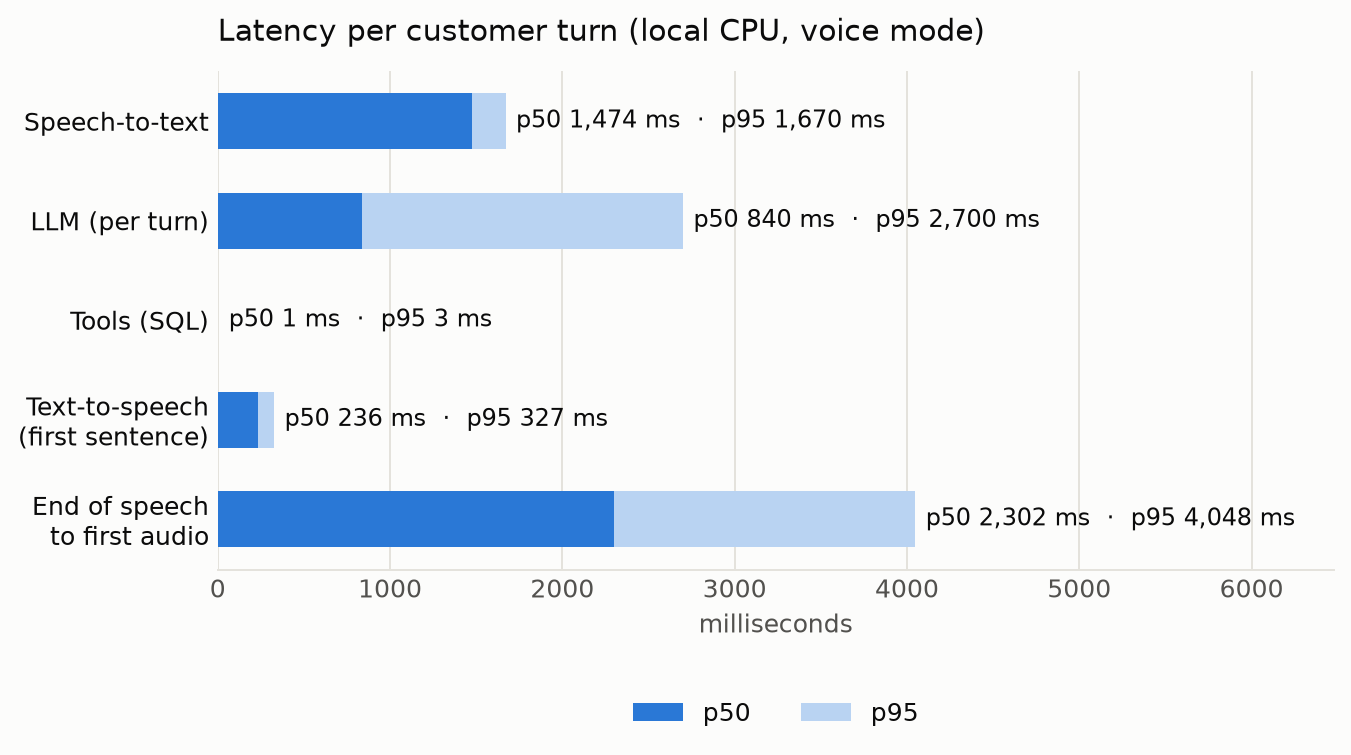 Latency per customer turn (local CPU, voice mode)
Speech-to-text
p50 1,474 ms · p95 1,670 ms
LLM (per turn)
p50 840 ms · p95 2,700 ms
Tools (SQL)
p50 1 ms · p95 3 ms
Text-to-speech
(first sentence)
p50 236 ms · p95 327 ms
End of speech
to first audio
p50 2,302 ms · p95 4,048 ms
0 1000 2000 3000 4000 5000 6000
milliseconds
p50 p95